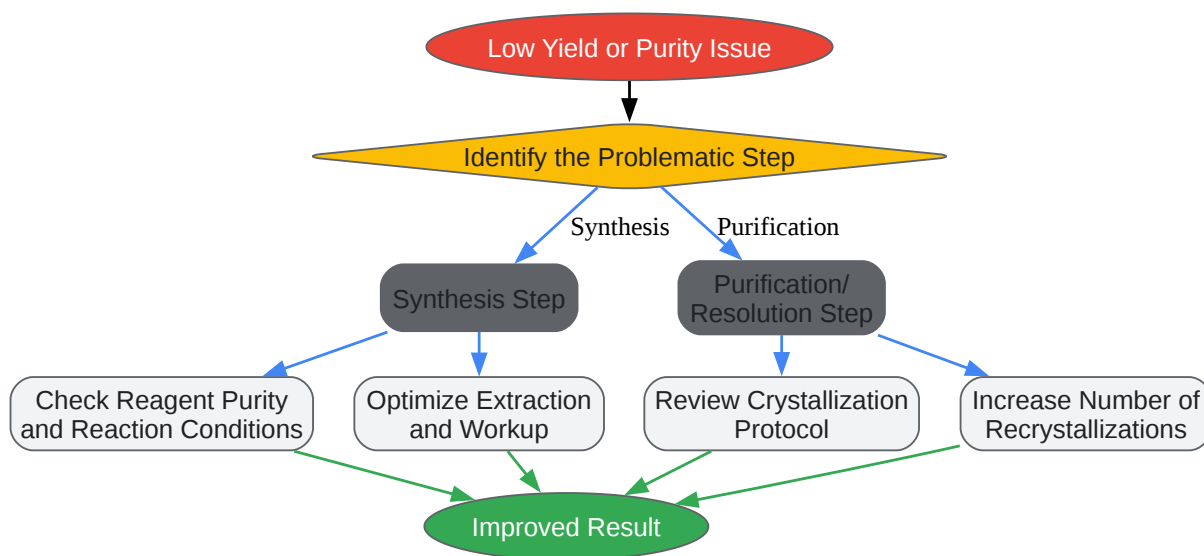 Low Yield or Purity Issue
Identify the Problematic Step
Synthesis
Purification
Synthesis Step
Purification/
Resolution Step
Check Reagent Purity
and Reaction Conditions
Optimize Extraction
and Workup
Review Crystallization
Protocol
Increase Number of
Recrystallizations
Improved Result